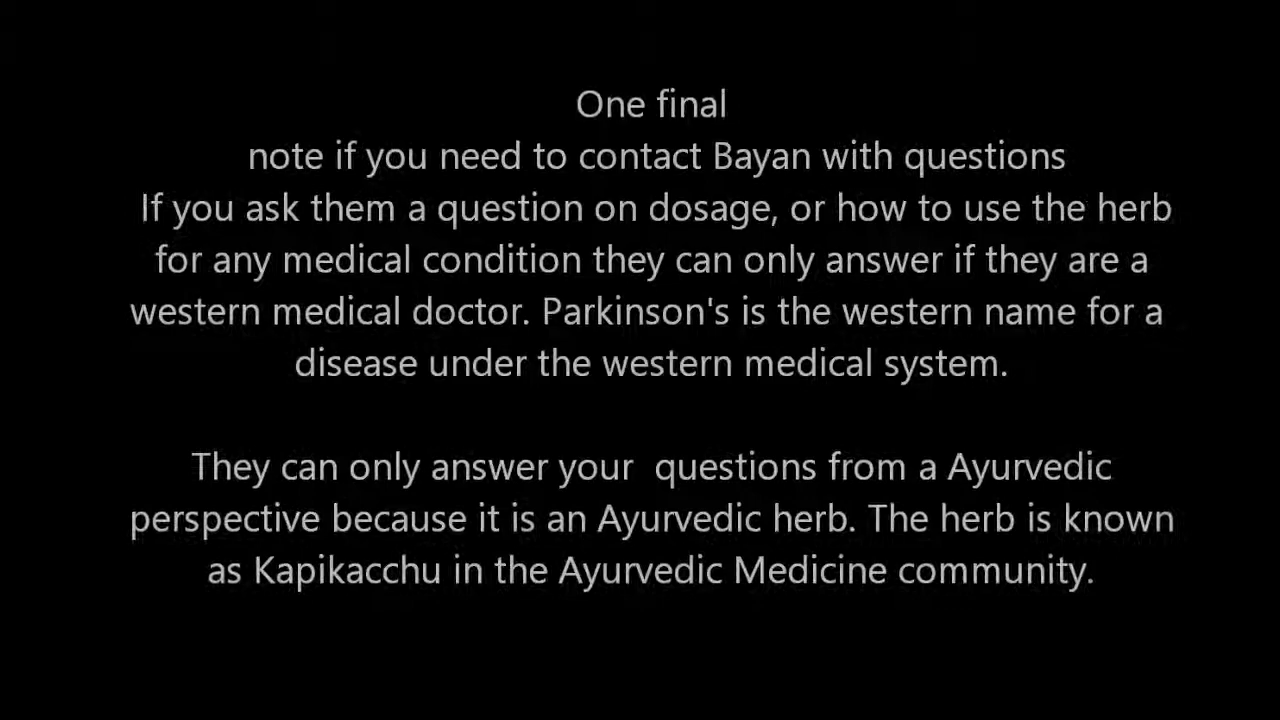 One final
note if you need to contact Bayan with questions
If you ask them a question on dosage, or how to use the herb
for any medical condition they can only answer if they are a
western medical doctor. Parkinson's is the western name for a
disease under the western medical system.
They can only answer your  questions from a Ayurvedic
perspective because it is an Ayurvedic herb. The herb is known
as Kapikacchu in the Ayurvedic Medicine community.